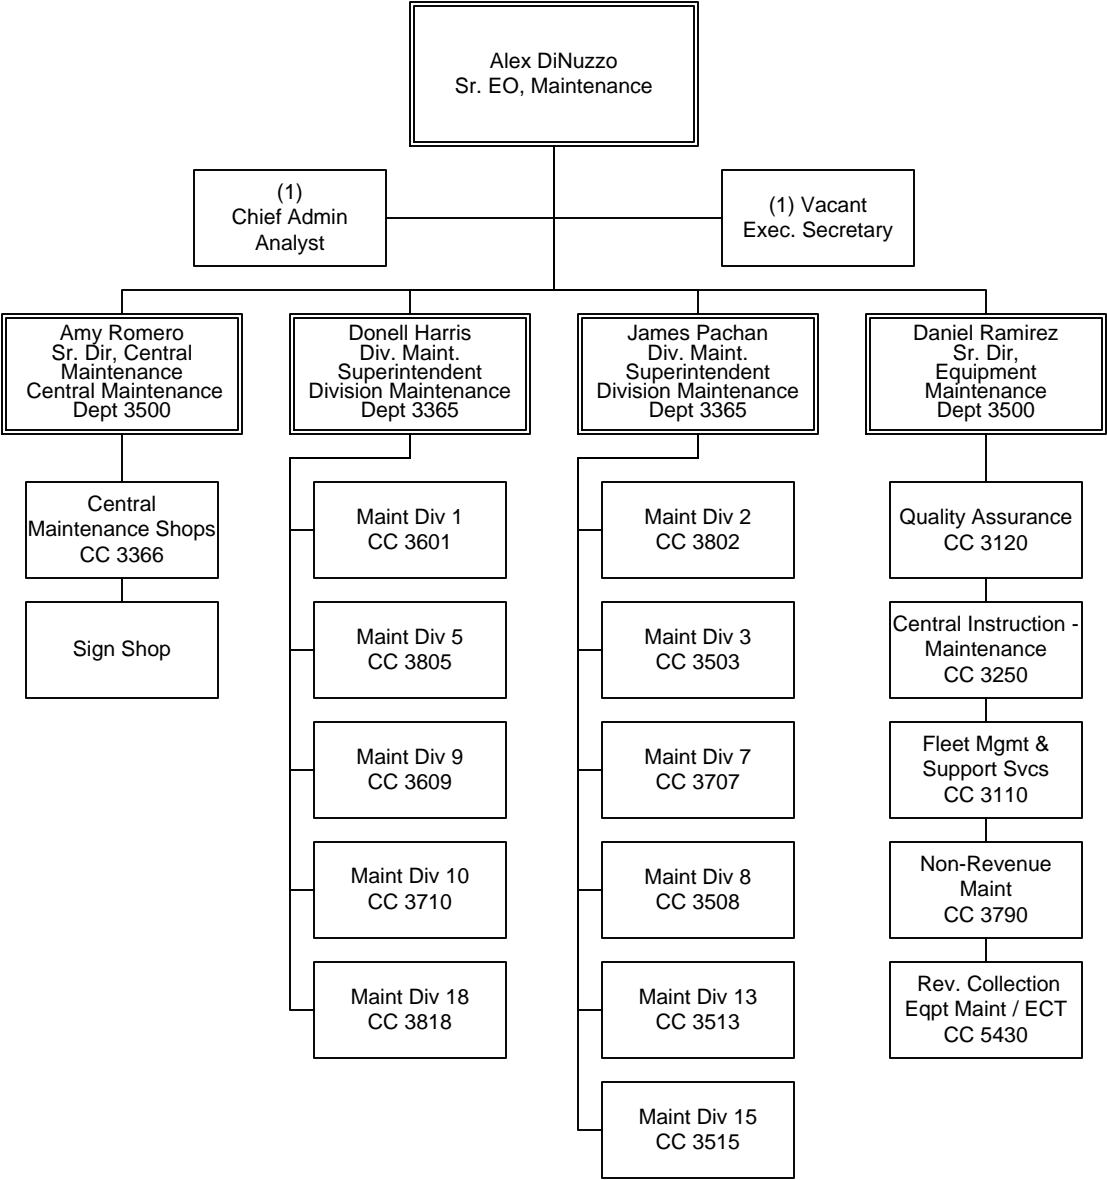 Alex DiNuzzo
Sr. EO, Maintenance
(1)
Chief Admin
Analyst
(1) Vacant
Exec. Secretary
Amy Romero
Sr. Dir, Central
Maintenance
Central Maintenance
Dept 3500
Donell Harris
Div. Maint.
Superintendent
Division Maintenance
Dept 3365
James Pachan
Div. Maint.
Superintendent
Division Maintenance
Dept 3365
Daniel Ramirez
Sr. Dir,
Equipment
Maintenance
Dept 3500
Central
Maintenance Shops
CC 3366
Sign Shop
Maint Div 1
CC 3601
Maint Div 5
CC 3805
Maint Div 9
CC 3609
Maint Div 10
CC 3710
Maint Div 18
CC 3818
Maint Div 2
CC 3802
Maint Div 3
CC 3503
Maint Div 7
CC 3707
Maint Div 8
CC 3508
Maint Div 13
CC 3513
Maint Div 15
CC 3515
Quality Assurance
CC 3120
Central Instruction -
Maintenance
CC 3250
Fleet Mgmt &
Support Svcs
CC 3110
Non-Revenue
Maint
CC 3790
Rev. Collection
Eqpt Maint / ECT
CC 5430